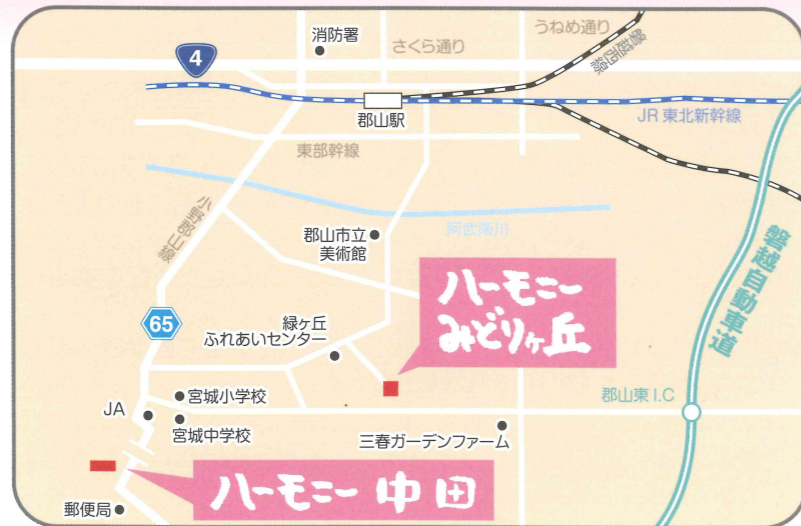 消防署
さくら通り
うねめ通り
磐越西線
4
郡山駅
JR 東北新幹線
東部幹線
小野郡山線
阿武隈川
郡山市立
美術館
磐越自動車道
ハーモニー
みどりヶ丘
65
緑ヶ丘
ふれあいセンター
宮城小学校
郡山東 I.C
JA
宮城中学校
三春ガーデンファーム
ハーモニー 中田
郵便局